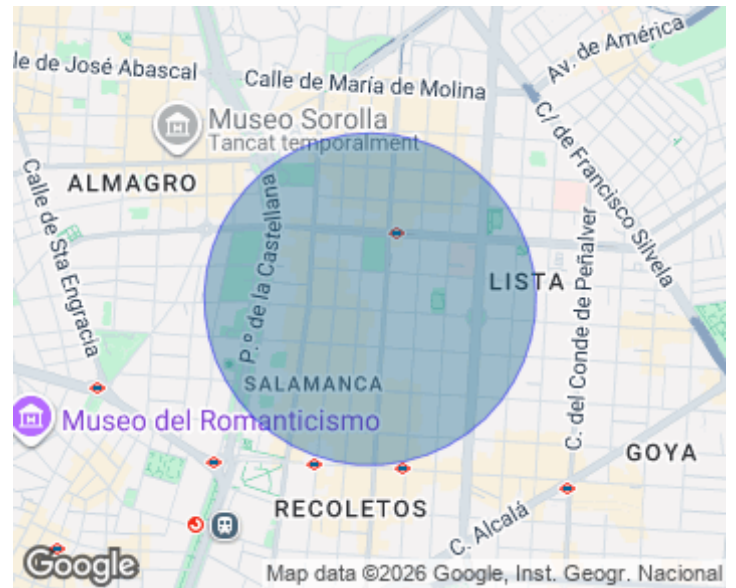 le de José Abascal
Av. de América
Calle de María de Molina
Museo Sorolla
Tancat temporalment
C/ de Francisco Silvela
ALMAGRO
Calle de Sta Engracia
P.º de la Castellana
C. del Conde de Peñalver
LISTA
SALAMANCA
Museo del Romanticismo
GOYA
RECOLETOS
C. Alcalá
Google
Map data ©2026 Google, Inst. Geogr. Nacional